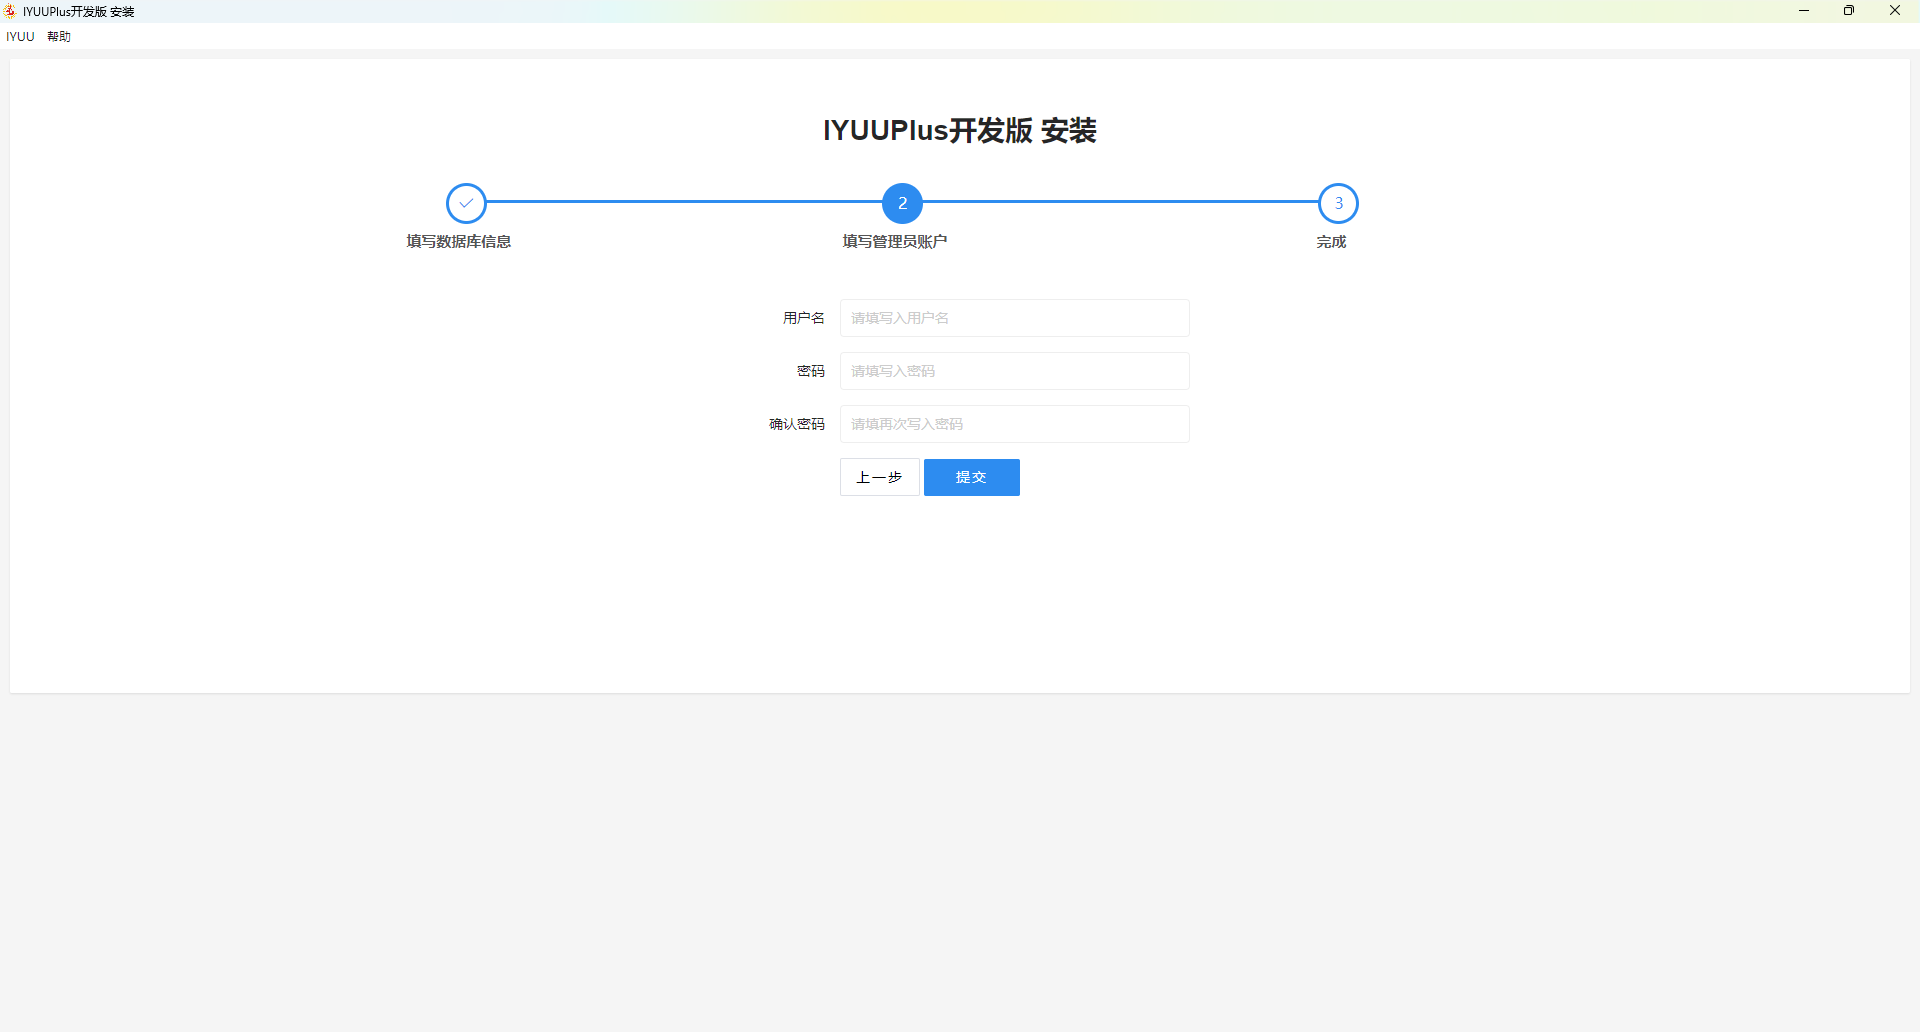 IYUUPlus开发版 安装
IYUU 帮助
IYUUPlus开发版 安装
2 3
填写数据库信息 填写管理员账户 完成
用户名 请填写入用户名
密码 请填写入密码
确认密码 请填再次写入密码
上一步 提交